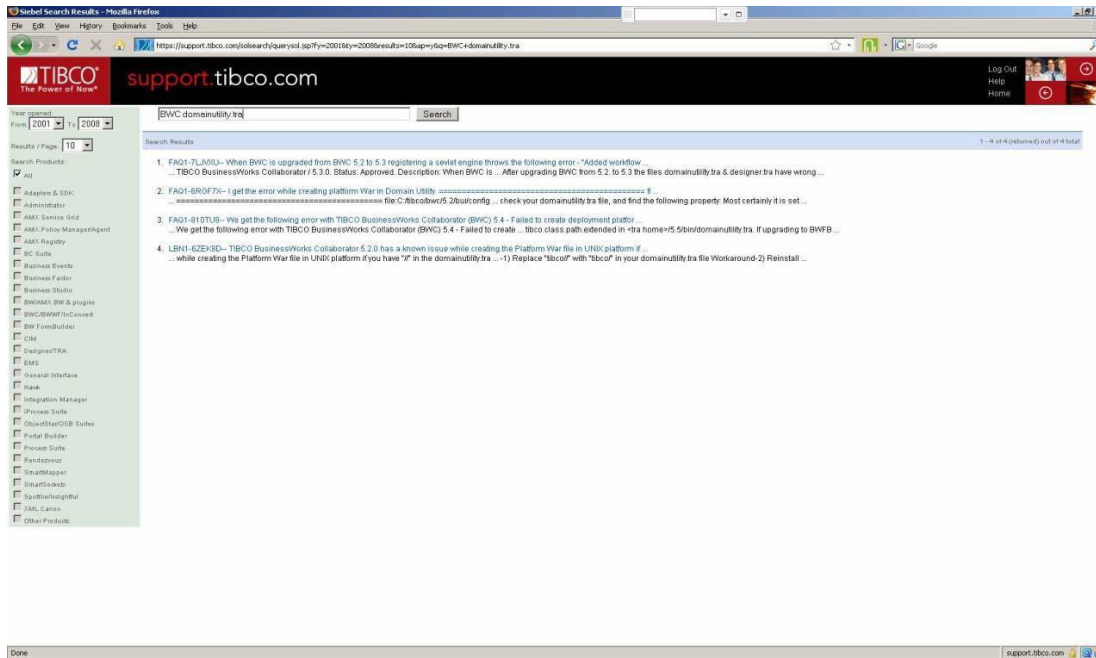 Siebel Search Results - Mozilla Firefox
File Edit View History Bookmarks Tools Help
https://support.tibco.com/solsearch/querysol.jsp?fy=2001&ty=2008&results=10&ap=y&q=BWC+domainutility.tra
Google
TIBCO
The Power of Now®
support.tibco.com
Log Out
Help
Home
Year opened:
From 2001 To 2008
Results / Page: 10
Search Products:
All
Adapters & SDK
Administrator
AMX Service Grid
AMX Policy Manager/Agent
AMX Registry
BC Suite
Business Events
Business Factor
Business Studio
BW/AMX BW & plugins
BWC/BWWF/InConcert
BW FormBuilder
CIM
Designer/TRA
EMS
General Interface
Hawk
Integration Manager
iProcess Suite
ObjectStar/OSB Suites
Portal Builder
Process Suite
Rendezvous
SmartMapper
SmartSockets
Spotfire/Insightful
XML Canon
Other Products
BWC domainutility.tra
Search
Search Results
1 - 4 of 4 (returned) out of 4 total
1. FAQ1-7LJVXU-- When BWC is upgraded from BWC 5.2 to 5.3 registering a sevlet engine throws the following error - "Added workflow ...
... TIBCO BusinessWorks Collaborator / 5.3.0. Status: Approved. Description: When BWC is ... After upgrading BWC from 5.2. to 5.3 the files domainutility.tra & designer.tra have wrong ...
2. FAQ1-6RGF7X-- I get the error while creating platform War in Domain Utility. ============================================ fi ...
... ============================================ file:C:/tibco/bwc/5.2/bui/config ... check your domainutility.tra file, and find the following property: Most certainly it is set ...
3. FAQ1-810TU8-- We get the following error with TIBCO BusinessWorks Collaborator (BWC) 5.4 - Failed to create deployment platfor ...
... We get the following error with TIBCO BusinessWorks Collaborator (BWC) 5.4 - Failed to create ... tibco.class.path.extended in <tra home>/5.5/bin/domainutility.tra. If upgrading to BWFB ...
4. LBN1-6ZEK8D-- TIBCO BusinessWorks Collaborator 5.2.0 has a known issue while creating the Platform War file in UNIX platform if ...
... while creating the Platform War file in UNIX platform if you have "//" in the domainutility.tra ... -1) Replace "tibco//" with "tibco/" in your domainutility.tra file Workaround-2) Reinstall ...
Done
support.tibco.com